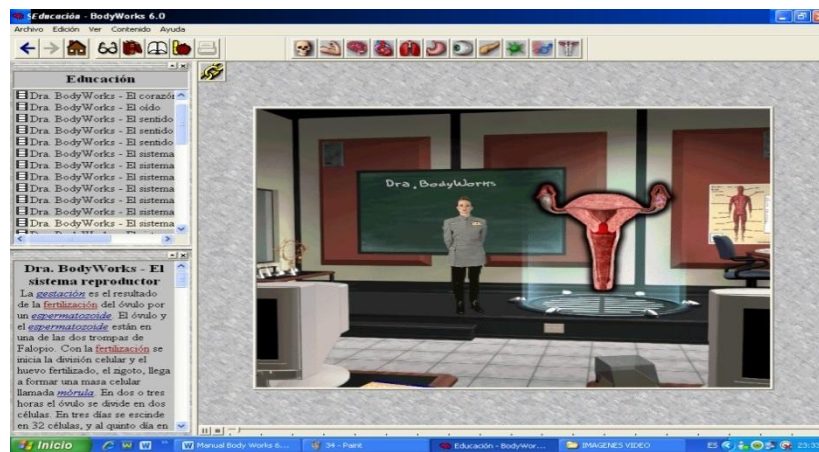 Educación - BodyWorks 6.0
Archivo Edición Ver Contenido Ayuda
Educación
Dra. BodyWorks - El corazón
Dra. BodyWorks - El oído
Dra. BodyWorks - El sentido
Dra. BodyWorks - El sentido
Dra. BodyWorks - El sentido
Dra. BodyWorks - El sistema
Dra. BodyWorks - El sistema
Dra. BodyWorks - El sistema
Dra. BodyWorks - El sistema
Dra. BodyWorks - El sistema
Dra. BodyWorks - El sistema
Dra. BodyWorks - El sistema
Dra. BodyWorks - El
sistema reproductor
La gestación es el resultado
de la fertilización del óvulo por
un espermatozoide. El óvulo y
el espermatozoide están en
una de las dos trompas de
Falopio. Con la fertilización se
inicia la división celular y el
huevo fertilizado, el zigoto, llega
a formar una masa celular
llamada mórula. En dos o tres
horas el óvulo se divide en dos
células. En tres días se escinde
en 32 células, y al quinto día en
Dra. BodyWorks
Inicio
Manual Body Works 6...
34 - Paint
Educación - BodyWor...
IMAGENES VIDEO
ES
23:33